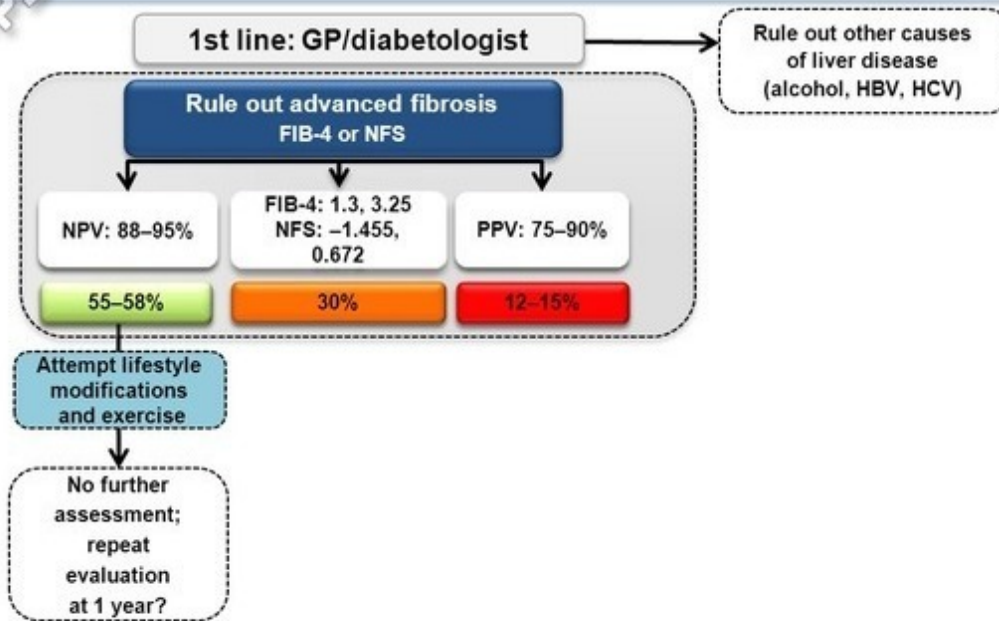 1st line: GP/diabetologist
Rule out other causes
of liver disease
(alcohol, HBV, HCV)
Rule out advanced fibrosis
FIB-4 or NFS
NPV: 88–95%
FIB-4: 1.3, 3.25
NFS: –1.455,
0.672
PPV: 75–90%
55–58%
30%
12–15%
Attempt lifestyle
modifications
and exercise
No further
assessment;
repeat
evaluation
at 1 year?